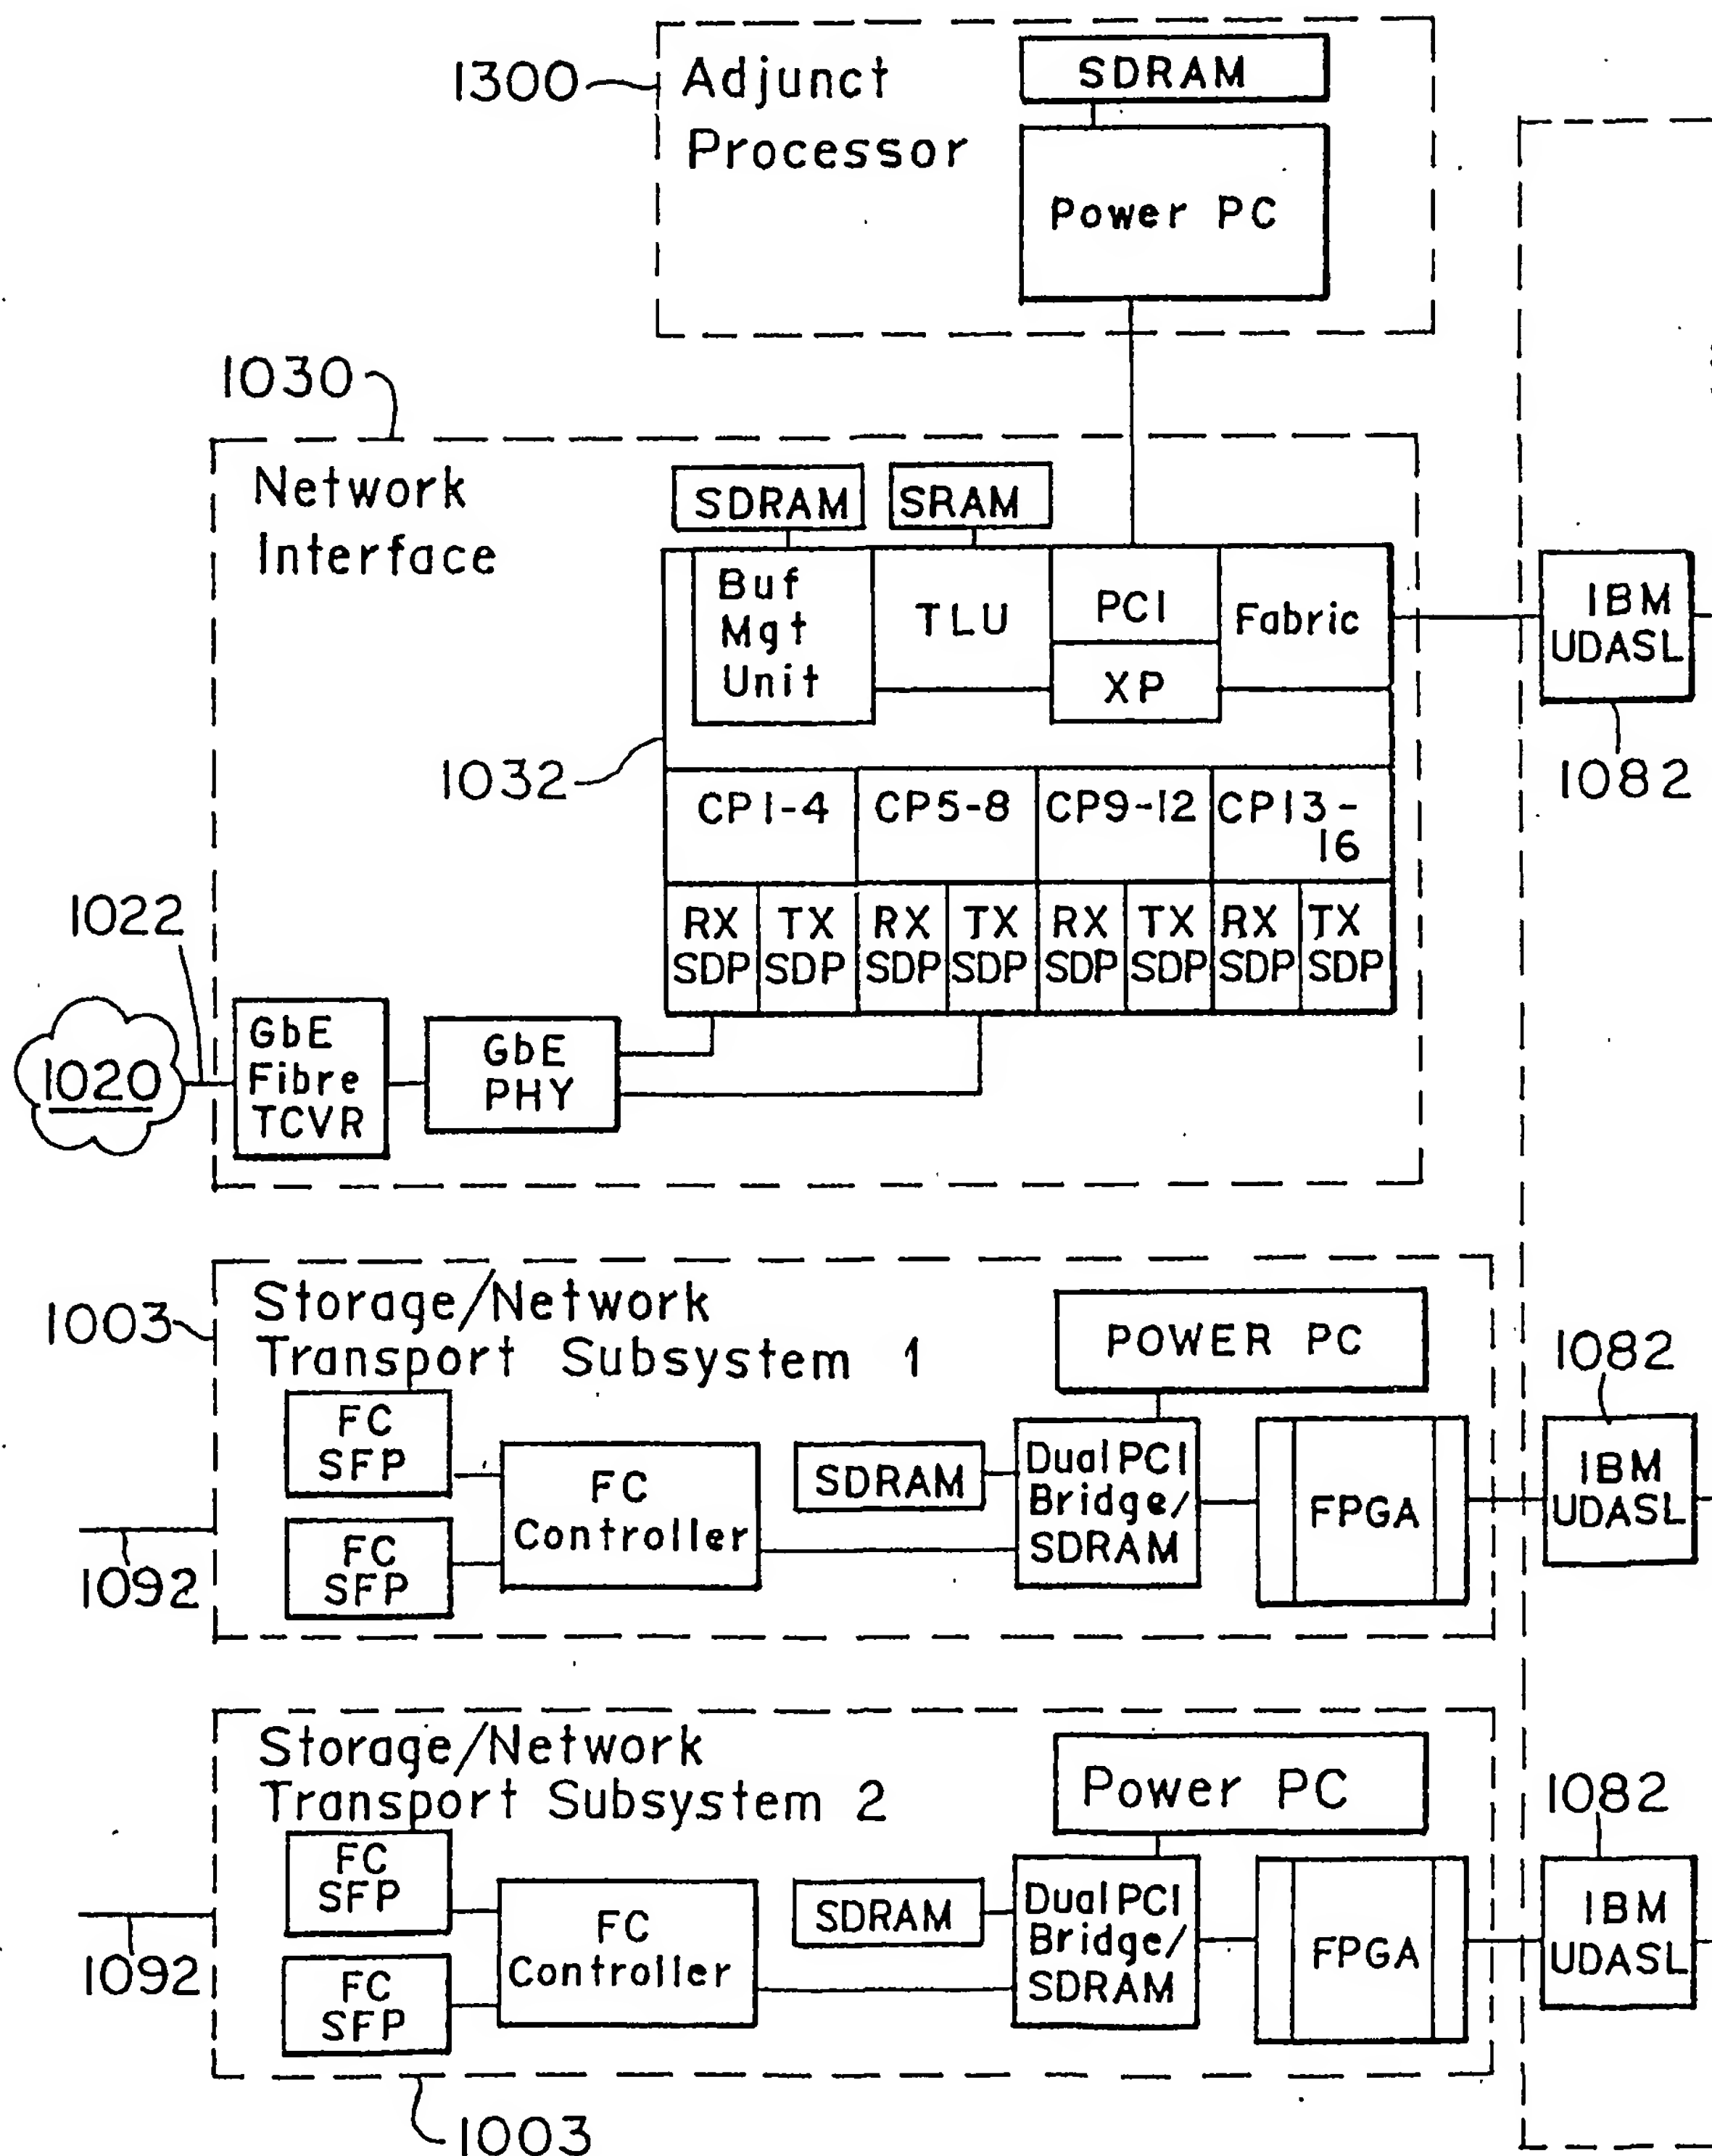 1300
Adjunct
Processor
SDRAM
Power PC
1030
Network
Interface
SDRAM
SRAM
Buf
Mgt
Unit
TLU
PCI
XP
Fabric
IBM
UDASL
1082
1032
CP1-4
CP5-8
CP9-12
CP13-
16
RX
SDP
TX
SDP
RX
SDP
TX
SDP
RX
SDP
TX
SDP
RX
SDP
TX
SDP
1022
1020
GbE
Fibre
TCVR
GbE
PHY
1003
Storage/Network
Transport Subsystem 1
POWER PC
1082
FC
SFP
FC
SFP
FC
Controller
SDRAM
Dual PCI
Bridge/
SDRAM
FPGA
IBM
UDASL
1092
Storage/Network
Transport Subsystem 2
Power PC
1082
FC
SFP
FC
SFP
FC
Controller
SDRAM
Dual PCI
Bridge/
SDRAM
FPGA
IBM
UDASL
1092
1003